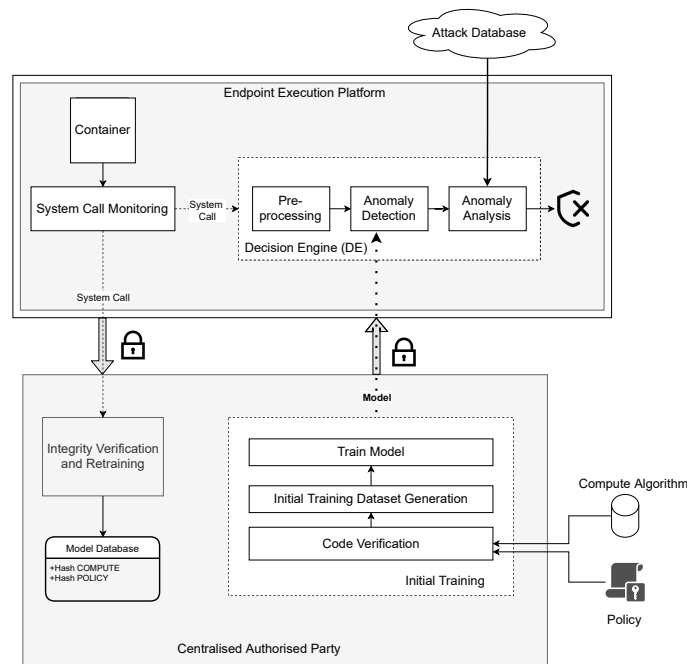 Attack Database
Endpoint Execution Platform
Container
System Call Monitoring
System
Call
Pre-
processing
Anomaly
Detection
Anomaly
Analysis
Decision Engine (DE)
System Call
Model
Integrity Verification
and Retraining
Train Model
Initial Training Dataset Generation
Code Verification
Initial Training
Compute Algorithm
Policy
Model Database
+Hash COMPUTE
+Hash POLICY
Centralised Authorised Party